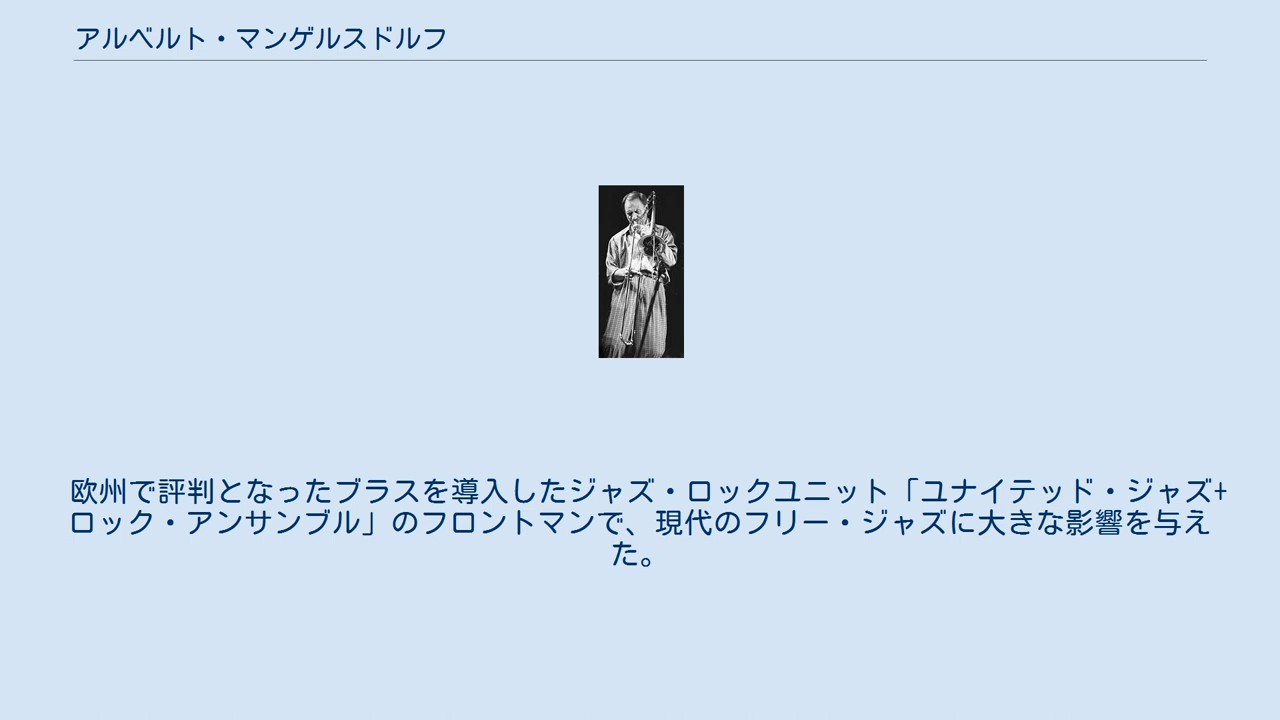 アルベルト・マンゲルスドルフ
欧州で評判となったブラスを導入したジャズ・ロックユニット「ユナイテッド・ジャズ+
ロック・アンサンブル」のフロントマンで、現代のフリー・ジャズに大きな影響を与え
た。